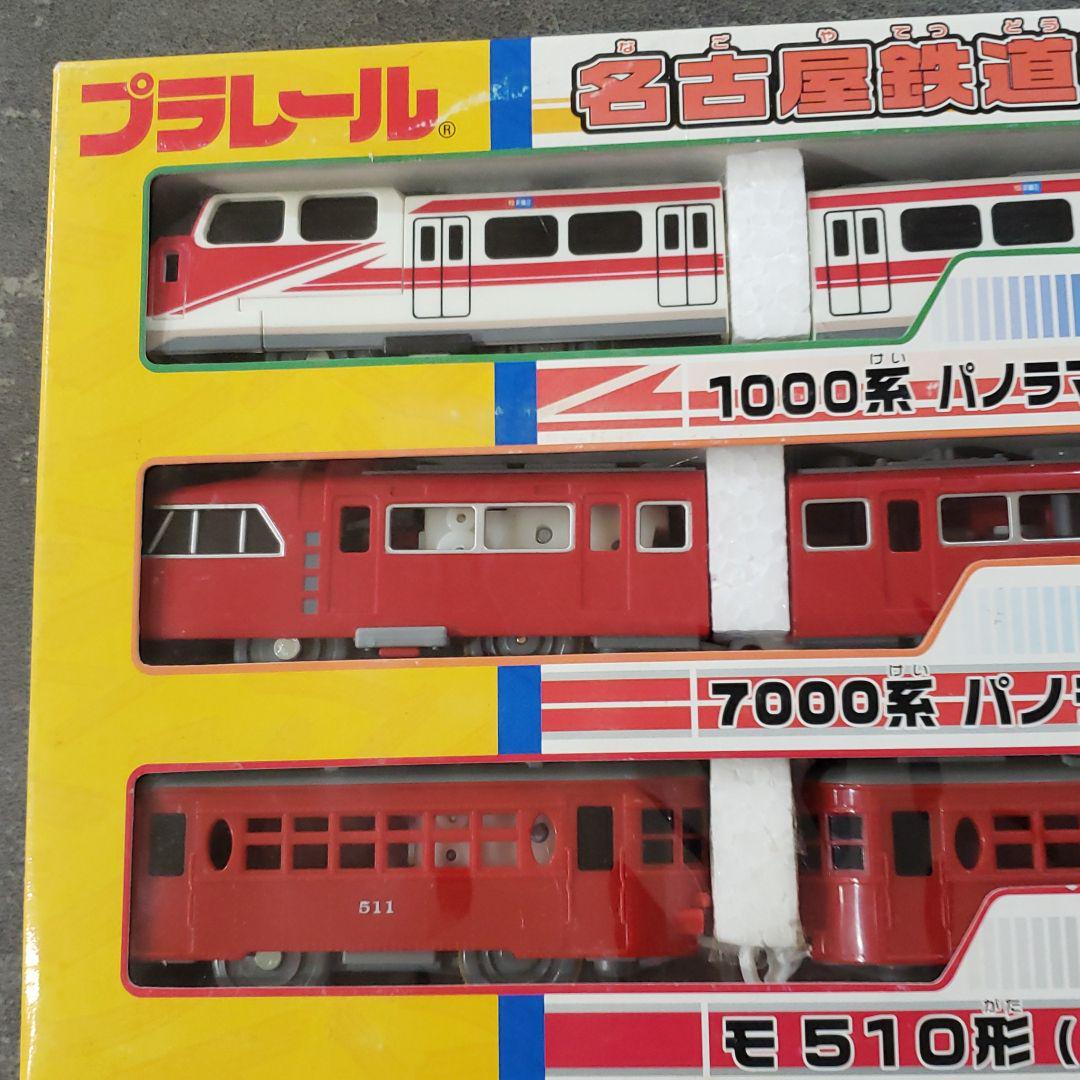 プラレール®
なごやてつどう
名古屋鉄道
けい
1000系 パノラマ
けい
7000系 パノラ
511
がた
モ 510形 (